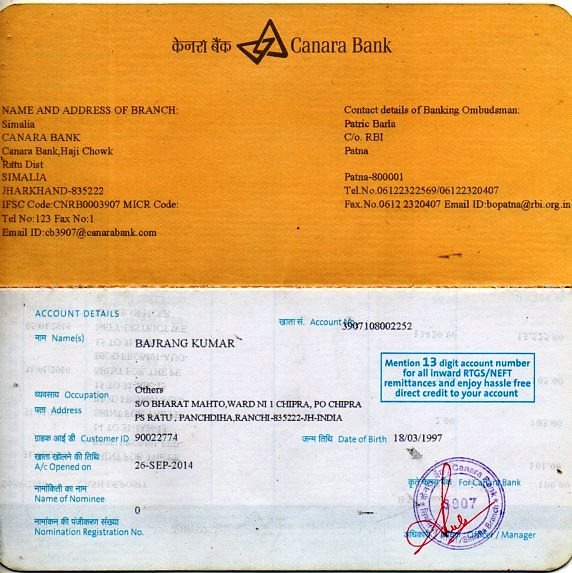 केनरा बैंक Canara Bank
NAME AND ADDRESS OF BRANCH:
Simalia
CANARA BANK
Canara Bank,Haji Chowk
Ratu Dist
SIMALIA
JHARKHAND-835222
IFSC Code:CNRB0003907 MICR Code:
Tel No:123 Fax No:1
Email ID:cb3907@canarabank.com
Contact details of Banking Ombudsman:
Patric Barla
C/o. RBI
Patna
Patna-800001
Tel.No.06122322569/06122320407
Fax.No.0612 2320407 Email ID:bopatna@rbi.org.in
ACCOUNT DETAILS
खाता सं. Account No. 3907108002252
नाम Name(s) BAJRANG KUMAR
Mention 13 digit account number
for all inward RTGS/NEFT
remittances and enjoy hassle free
direct credit to your account
व्यवसाय Occupation Others
पता Address S/O BHARAT MAHTO,WARD NI 1 CHIPRA, PO CHIPRA
PS RATU , PANCHDIHA,RANCHI-835222-JH-INDIA
ग्राहक आई डी Customer ID 90022774
जन्म तिथि Date of Birth 18/03/1997
खाता खोलने की तिथि
A/c Opened on 26-SEP-2014
नामांकिती का नाम
Name of Nominee
0
नामांकन की पंजीकरण संख्या
Nomination Registration No.
For Canara Bank
Canara Bank
3907
Simalia Branch
Officer / Manager